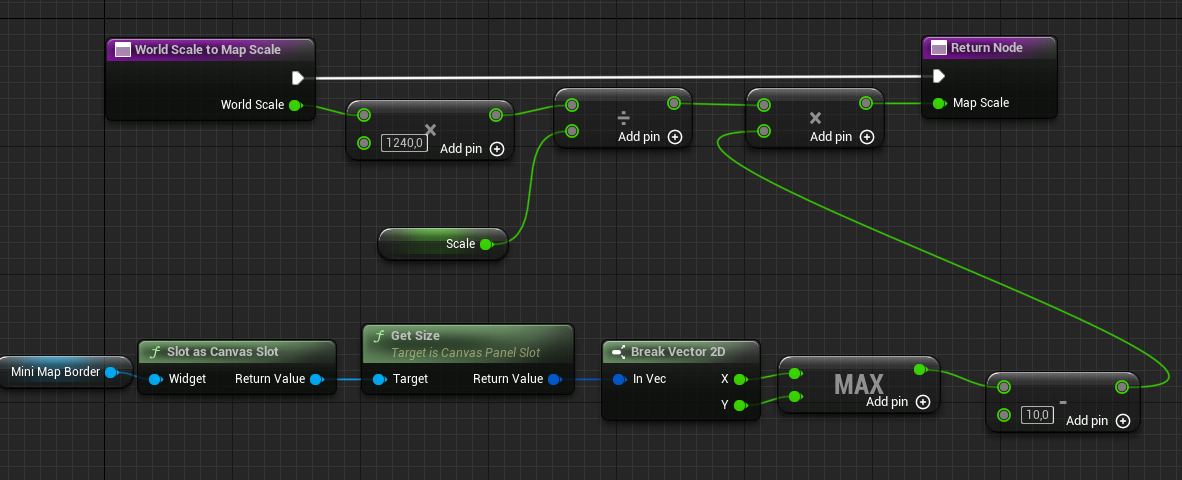 World Scale to Map Scale
Return Node
World Scale
Map Scale
×
1240,0
Add pin
÷
Add pin
×
Add pin
Scale
f Get Size
Target is Canvas Panel Slot
Target
Return Value
f Slot as Canvas Slot
Widget
Return Value
Mini Map Border
Break Vector 2D
In Vec
X
Y
MAX
Add pin
-
10,0
Add pin